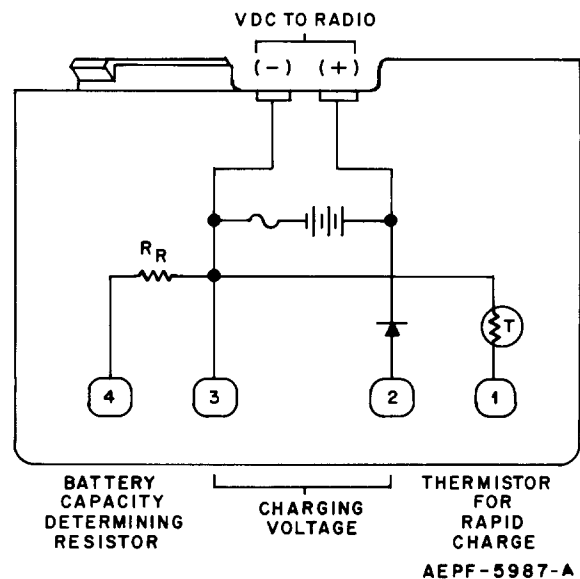 VDC TO RADIO
(-) (+)
R_R
T
4 3 2 1
BATTERY
CAPACITY
DETERMINING
RESISTOR
CHARGING
VOLTAGE
THERMISTOR
FOR
RAPID
CHARGE
AEPF-5987-A